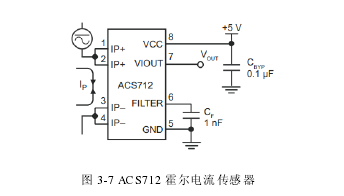 +5 V
1 IP+ VCC 8
2 IP+ VIOUT 7 VOUT
CBYP
0.1 µF
ACS712
IP
3 IP– FILTER 6
4 IP– GND 5
CF
1 nF
图 3-7 ACS712 霍尔电流传感器